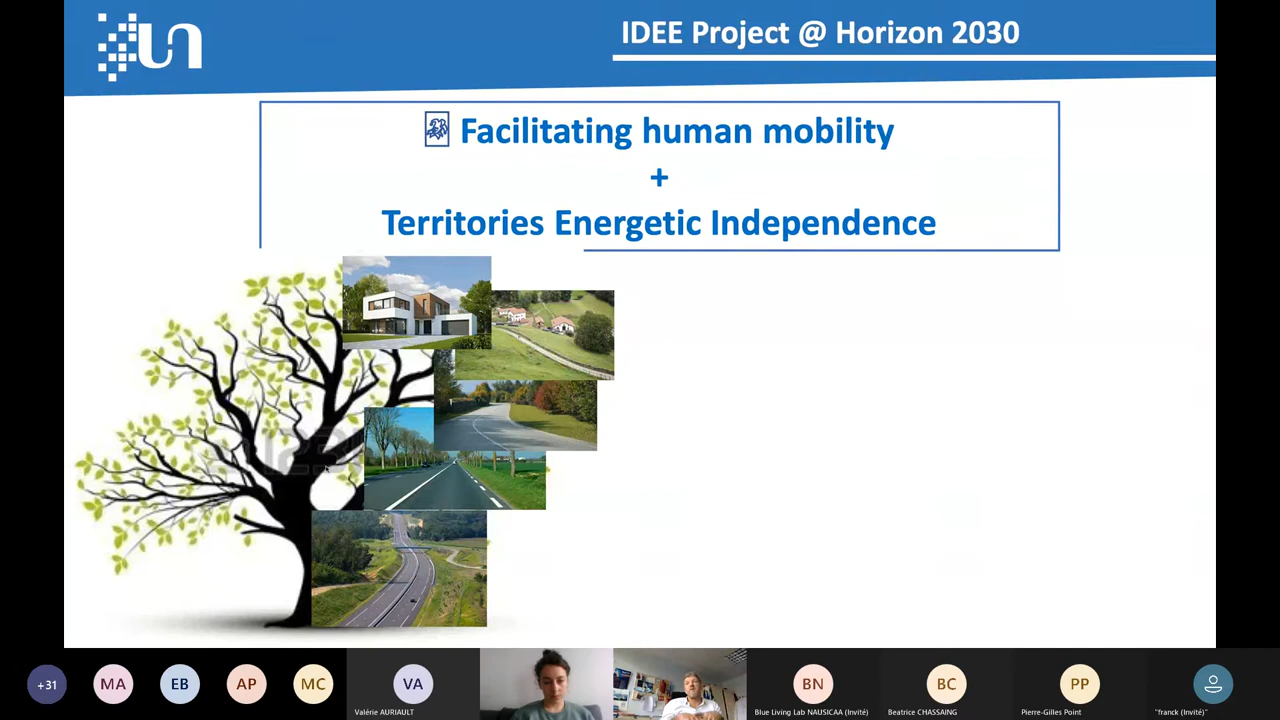 IDEE Project @ Horizon 2030
Facilitating human mobility
+
Territories Energetic Independence
+31
MA
EB
AP
MC
VA
BN
BC
PP
Valérie AURIAULT
Blue Living Lab NAUSICAA (Invité)
Beatrice CHASSAING
Pierre-Gilles Point
"franck (Invité)"